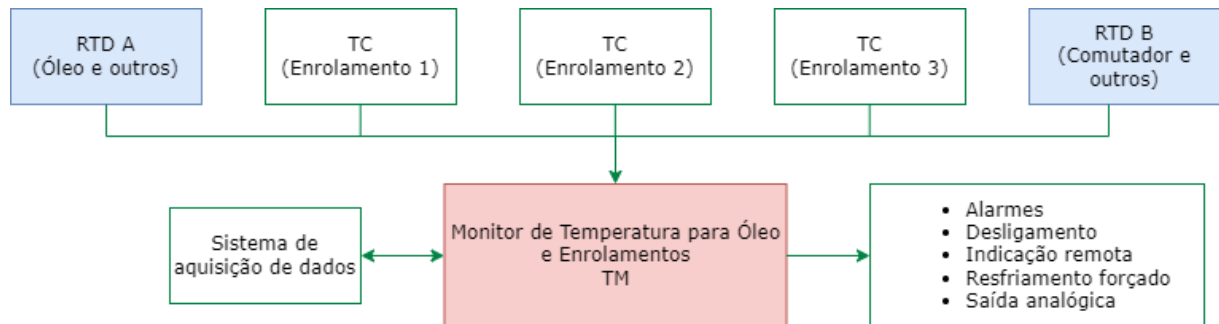 RTD A
(Óleo e outros)
TC
(Enrolamento 1)
TC
(Enrolamento 2)
TC
(Enrolamento 3)
RTD B
(Comutador e
outros)
Sistema de
aquisição de dados
Monitor de Temperatura para Óleo
e Enrolamentos
TM
• Alarmes
• Desligamento
• Indicação remota
• Resfriamento forçado
• Saída analógica